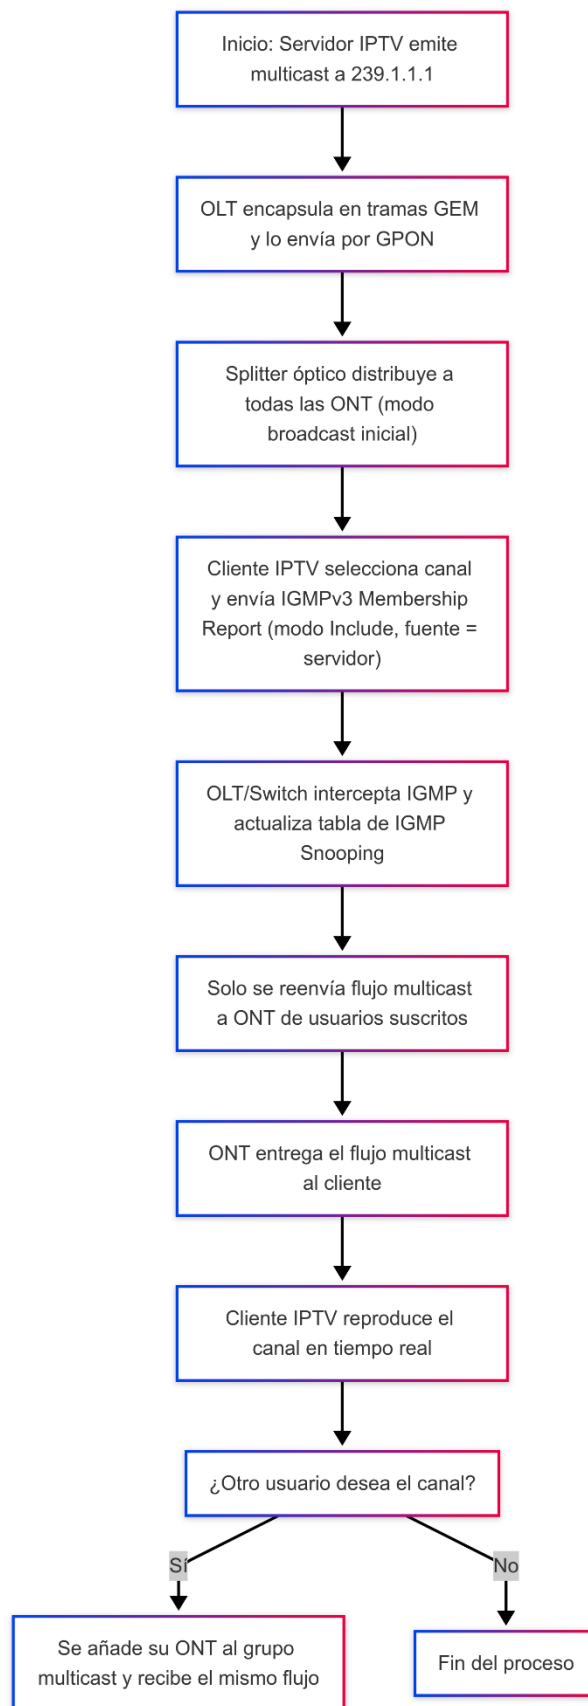 Inicio: Servidor IPTV emite
multicast a 239.1.1.1
OLT encapsula en tramas GEM
y lo envía por GPON
Splitter óptico distribuye a
todas las ONT (modo
broadcast inicial)
Cliente IPTV selecciona canal
y envía IGMPv3 Membership
Report (modo Include, fuente =
servidor)
OLT/Switch intercepta IGMP y
actualiza tabla de IGMP
Snooping
Solo se reenvía flujo multicast
a ONT de usuarios suscritos
ONT entrega el flujo multicast
al cliente
Cliente IPTV reproduce el
canal en tiempo real
¿Otro usuario desea el canal?
Sí
No
Se añade su ONT al grupo
multicast y recibe el mismo flujo
Fin del proceso